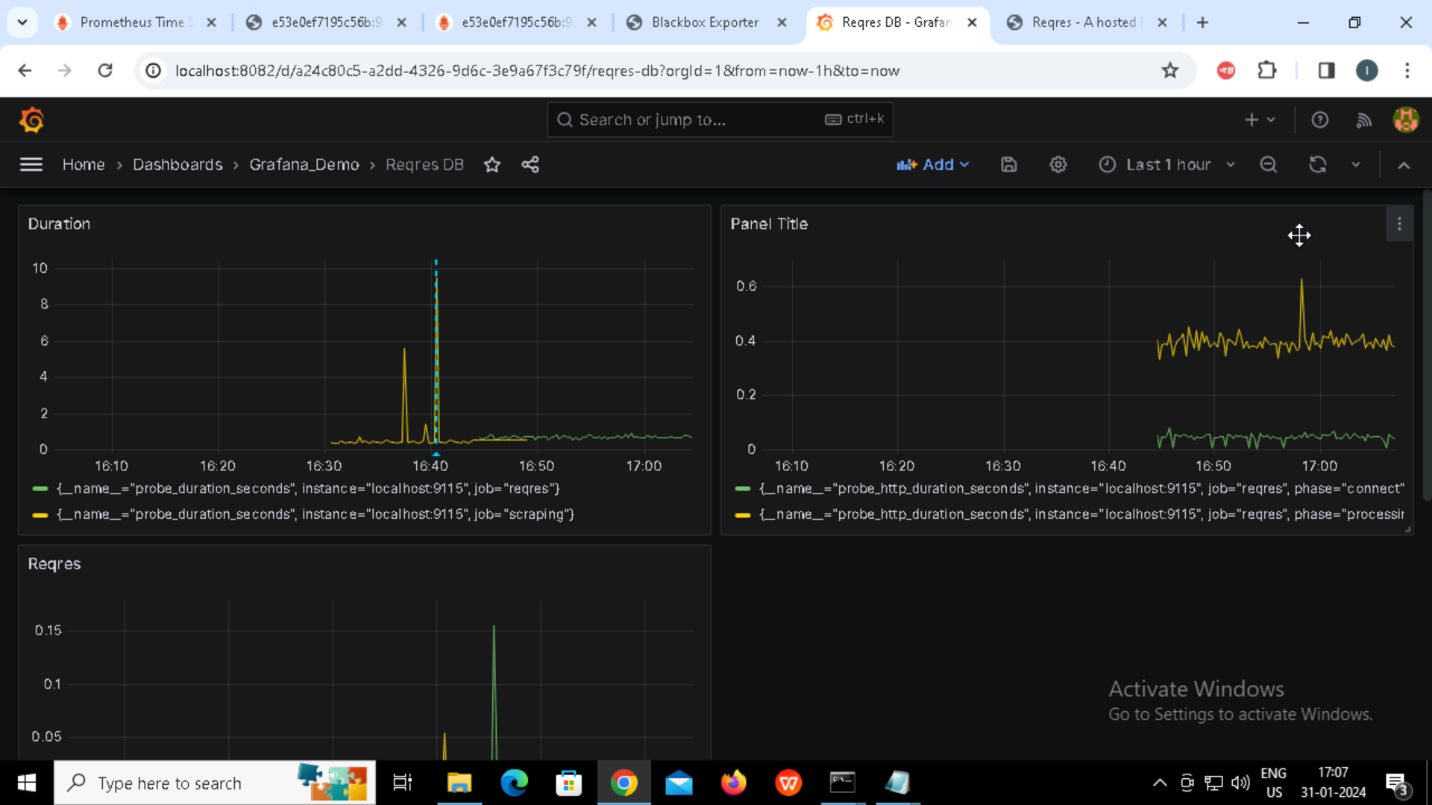 Prometheus Time S
e53e0ef7195c56b:9
e53e0ef7195c56b:9
Blackbox Exporter
Reqres DB - Grafan
Reqres - A hosted
localhost:8082/d/a24c80c5-a2dd-4326-9d6c-3e9a67f3c79f/reqres-db?orgId=1&from=now-1h&to=now
I
Search or jump to...
ctrl+k
Home › Dashboards › Grafana_Demo › Reqres DB
Add
Last 1 hour
Duration
10
8
6
4
2
0
16:10 16:20 16:30 16:40 16:50 17:00
{__name__="probe_duration_seconds", instance="localhost:9115", job="reqres"}
{__name__="probe_duration_seconds", instance="localhost:9115", job="scraping"}
Panel Title
0.6
0.4
0.2
0
16:10 16:20 16:30 16:40 16:50 17:00
{__name__="probe_http_duration_seconds", instance="localhost:9115", job="reqres", phase="connect"
{__name__="probe_http_duration_seconds", instance="localhost:9115", job="reqres", phase="processin
Reqres
0.15
0.1
0.05
Activate Windows
Go to Settings to activate Windows.
Type here to search
ENG
US
17:07
31-01-2024
3